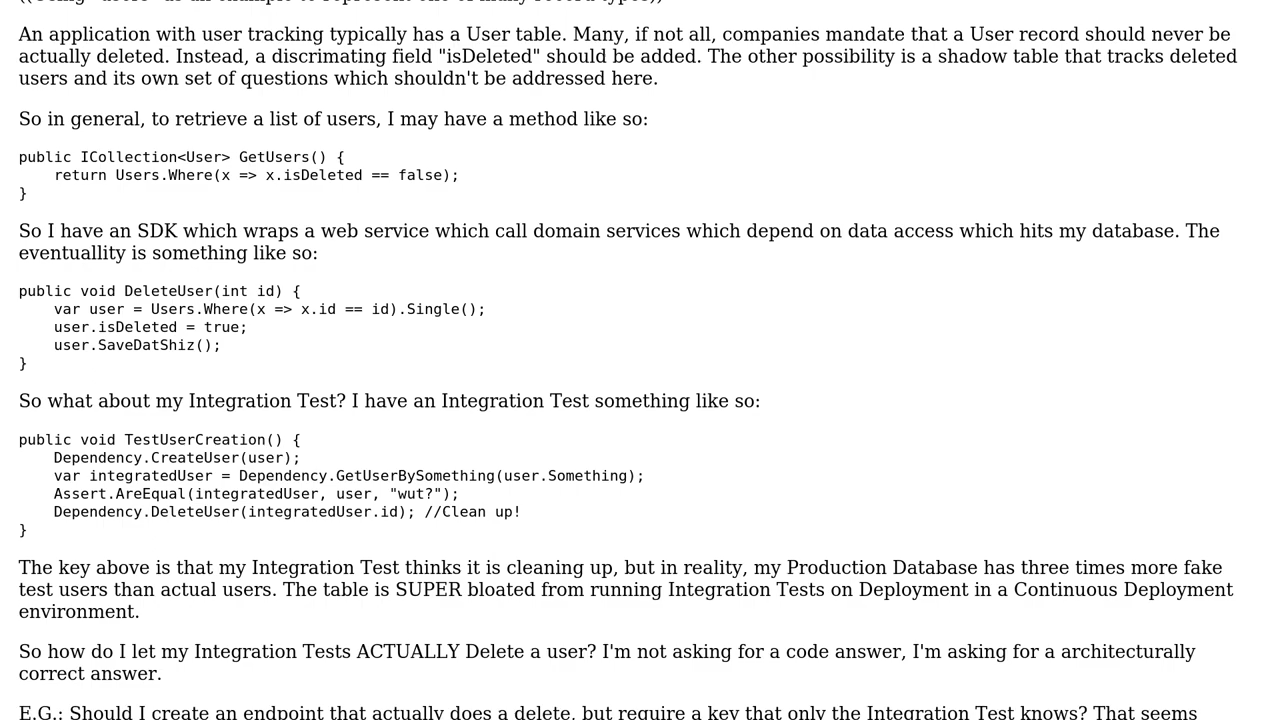 An application with user tracking typically has a User table. Many, if not all, companies mandate that a User record should never be
actually deleted. Instead, a discrimating field "isDeleted" should be added. The other possibility is a shadow table that tracks deleted
users and its own set of questions which shouldn't be addressed here.
So in general, to retrieve a list of users, I may have a method like so:
public ICollection<User> GetUsers() {
    return Users.Where(x => x.isDeleted == false);
}
So I have an SDK which wraps a web service which call domain services which depend on data access which hits my database. The
eventuallity is something like so:
public void DeleteUser(int id) {
    var user = Users.Where(x => x.id == id).Single();
    user.isDeleted = true;
    user.SaveDatShiz();
}
So what about my Integration Test? I have an Integration Test something like so:
public void TestUserCreation() {
    Dependency.CreateUser(user);
    var integratedUser = Dependency.GetUserBySomething(user.Something);
    Assert.AreEqual(integratedUser, user, "wut?");
    Dependency.DeleteUser(integratedUser.id); //Clean up!
}
The key above is that my Integration Test thinks it is cleaning up, but in reality, my Production Database has three times more fake
test users than actual users. The table is SUPER bloated from running Integration Tests on Deployment in a Continuous Deployment
environment.
So how do I let my Integration Tests ACTUALLY Delete a user? I'm not asking for a code answer, I'm asking for a architecturally
correct answer.
E.G.: Should I create an endpoint that actually does a delete, but require a key that only the Integration Test knows? That seems